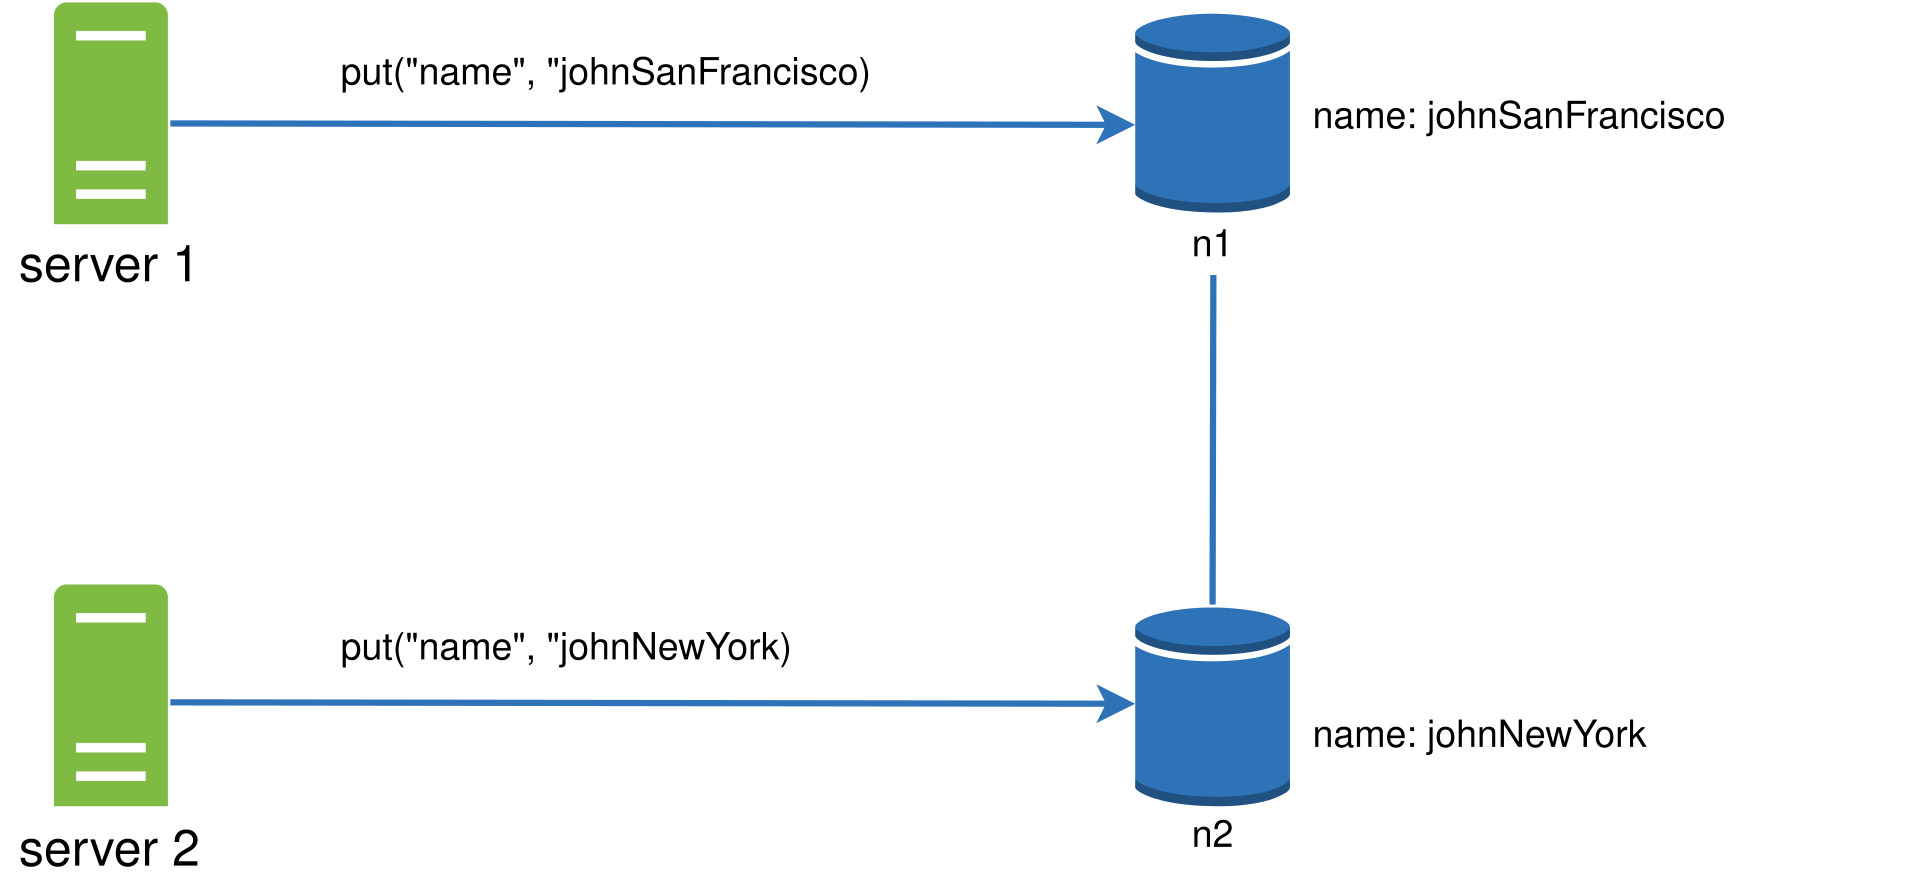 put("name", "johnSanFrancisco)
name: johnSanFrancisco
n1
server 1
put("name", "johnNewYork)
name: johnNewYork
n2
server 2